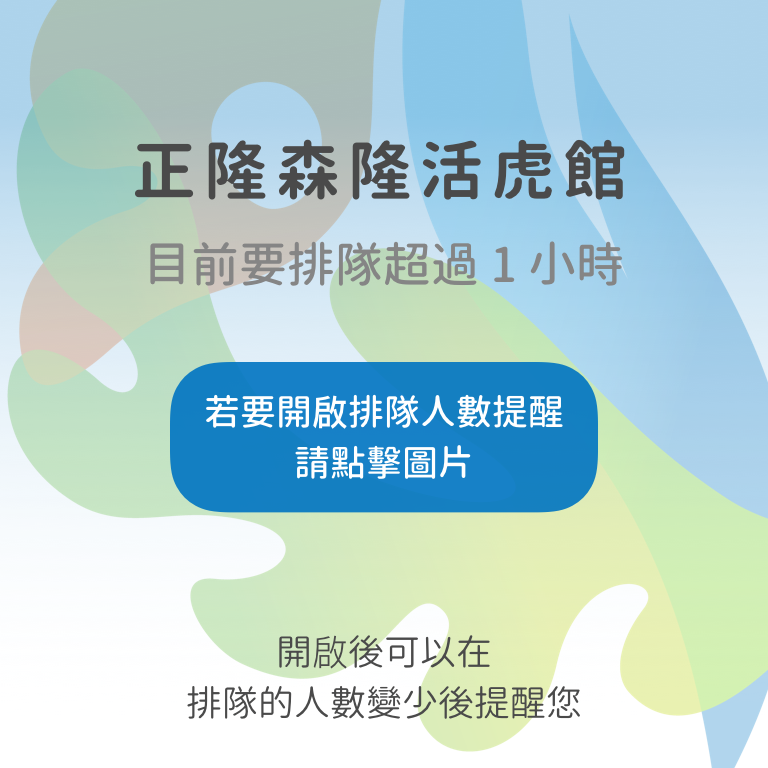 正隆森隆活虎館
目前要排隊超過 1 小時
若要開啟排隊人數提醒
請點擊圖片
開啟後可以在
排隊的人數變少後提醒您